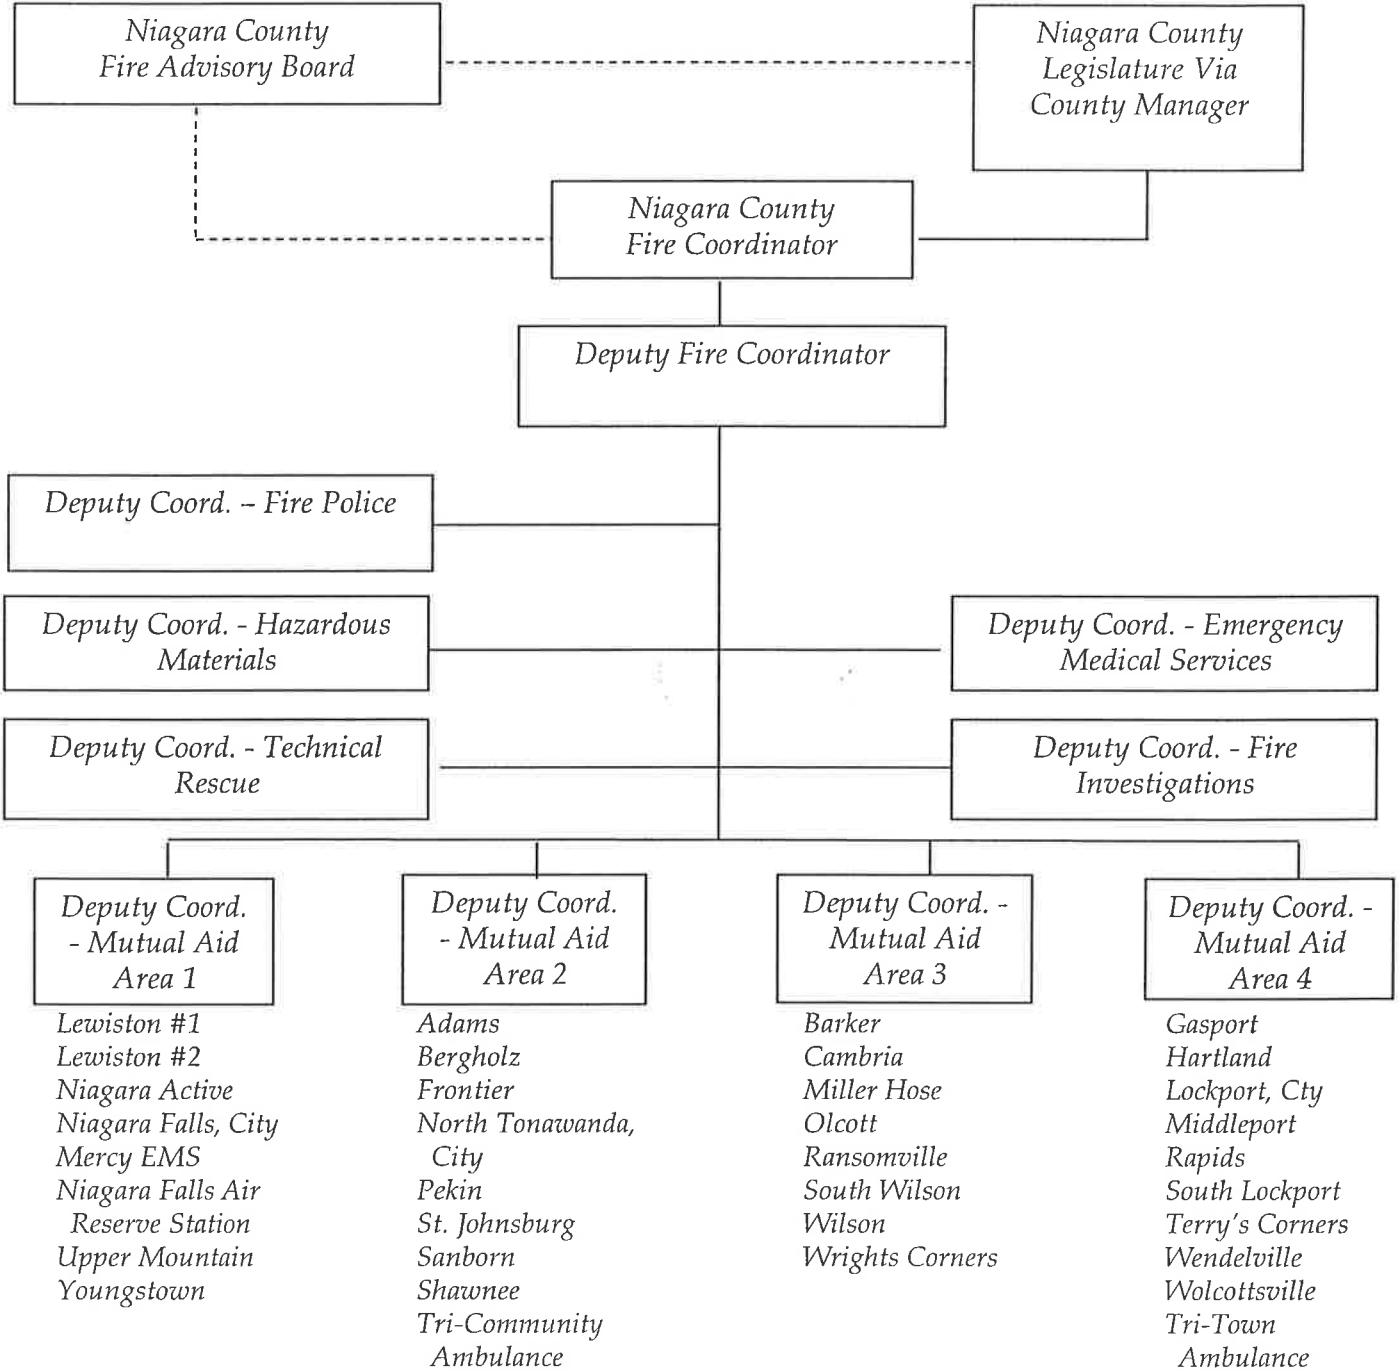 Niagara County
Fire Advisory Board
Niagara County
Legislature Via
County Manager
Niagara County
Fire Coordinator
Deputy Fire Coordinator
Deputy Coord. – Fire Police
Deputy Coord. - Hazardous
Materials
Deputy Coord. - Emergency
Medical Services
Deputy Coord. - Technical
Rescue
Deputy Coord. - Fire
Investigations
Deputy Coord.
- Mutual Aid
Area 1
Lewiston #1
Lewiston #2
Niagara Active
Niagara Falls, City
Mercy EMS
Niagara Falls Air
Reserve Station
Upper Mountain
Youngstown
Deputy Coord.
- Mutual Aid
Area 2
Adams
Bergholz
Frontier
North Tonawanda,
City
Pekin
St. Johnsburg
Sanborn
Shawnee
Tri-Community
Ambulance
Deputy Coord. -
Mutual Aid
Area 3
Barker
Cambria
Miller Hose
Olcott
Ransomville
South Wilson
Wilson
Wrights Corners
Deputy Coord. -
Mutual Aid
Area 4
Gasport
Hartland
Lockport, Cty
Middleport
Rapids
South Lockport
Terry's Corners
Wendelville
Wolcottsville
Tri-Town
Ambulance